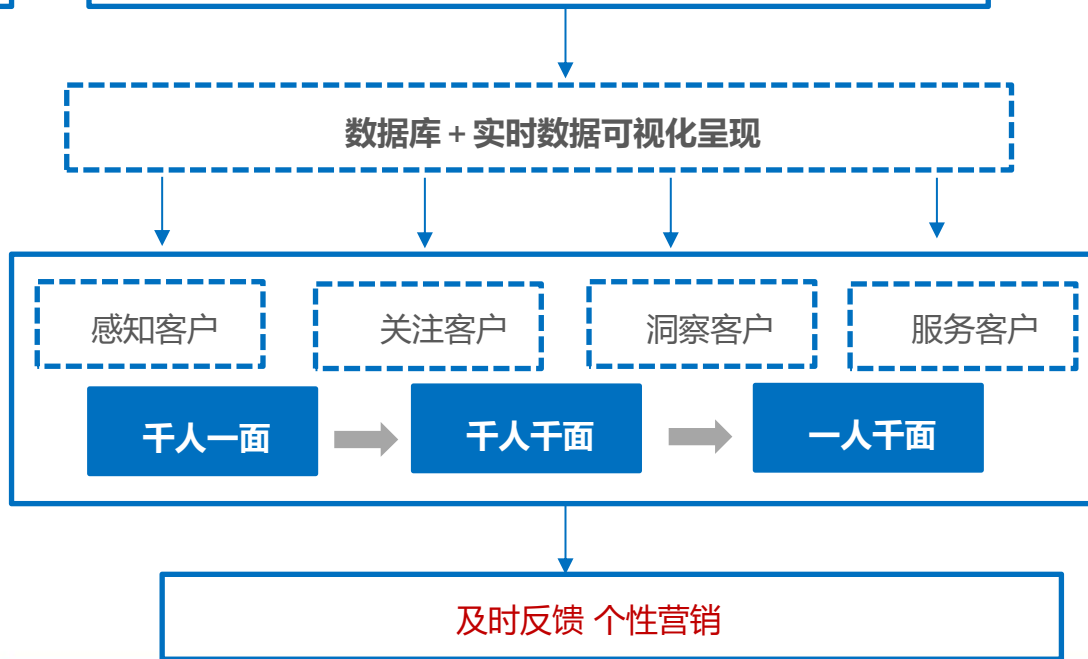 数据库+实时数据可视化呈现
感知客户 关注客户 洞察客户 服务客户
千人一面 千人千面 一人千面
及时反馈 个性营销